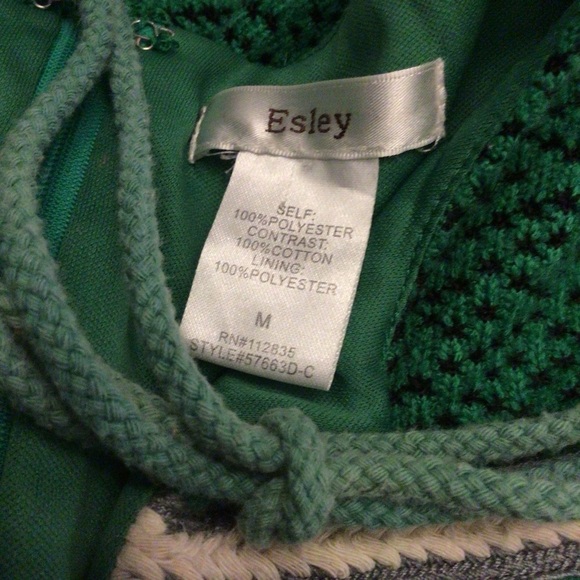 Esley
SELF:
100%POLYESTER
CONTRAST:
100%COTTON
LINING:
100%POLYESTER
M
RN#112835
STYLE#57663D-C